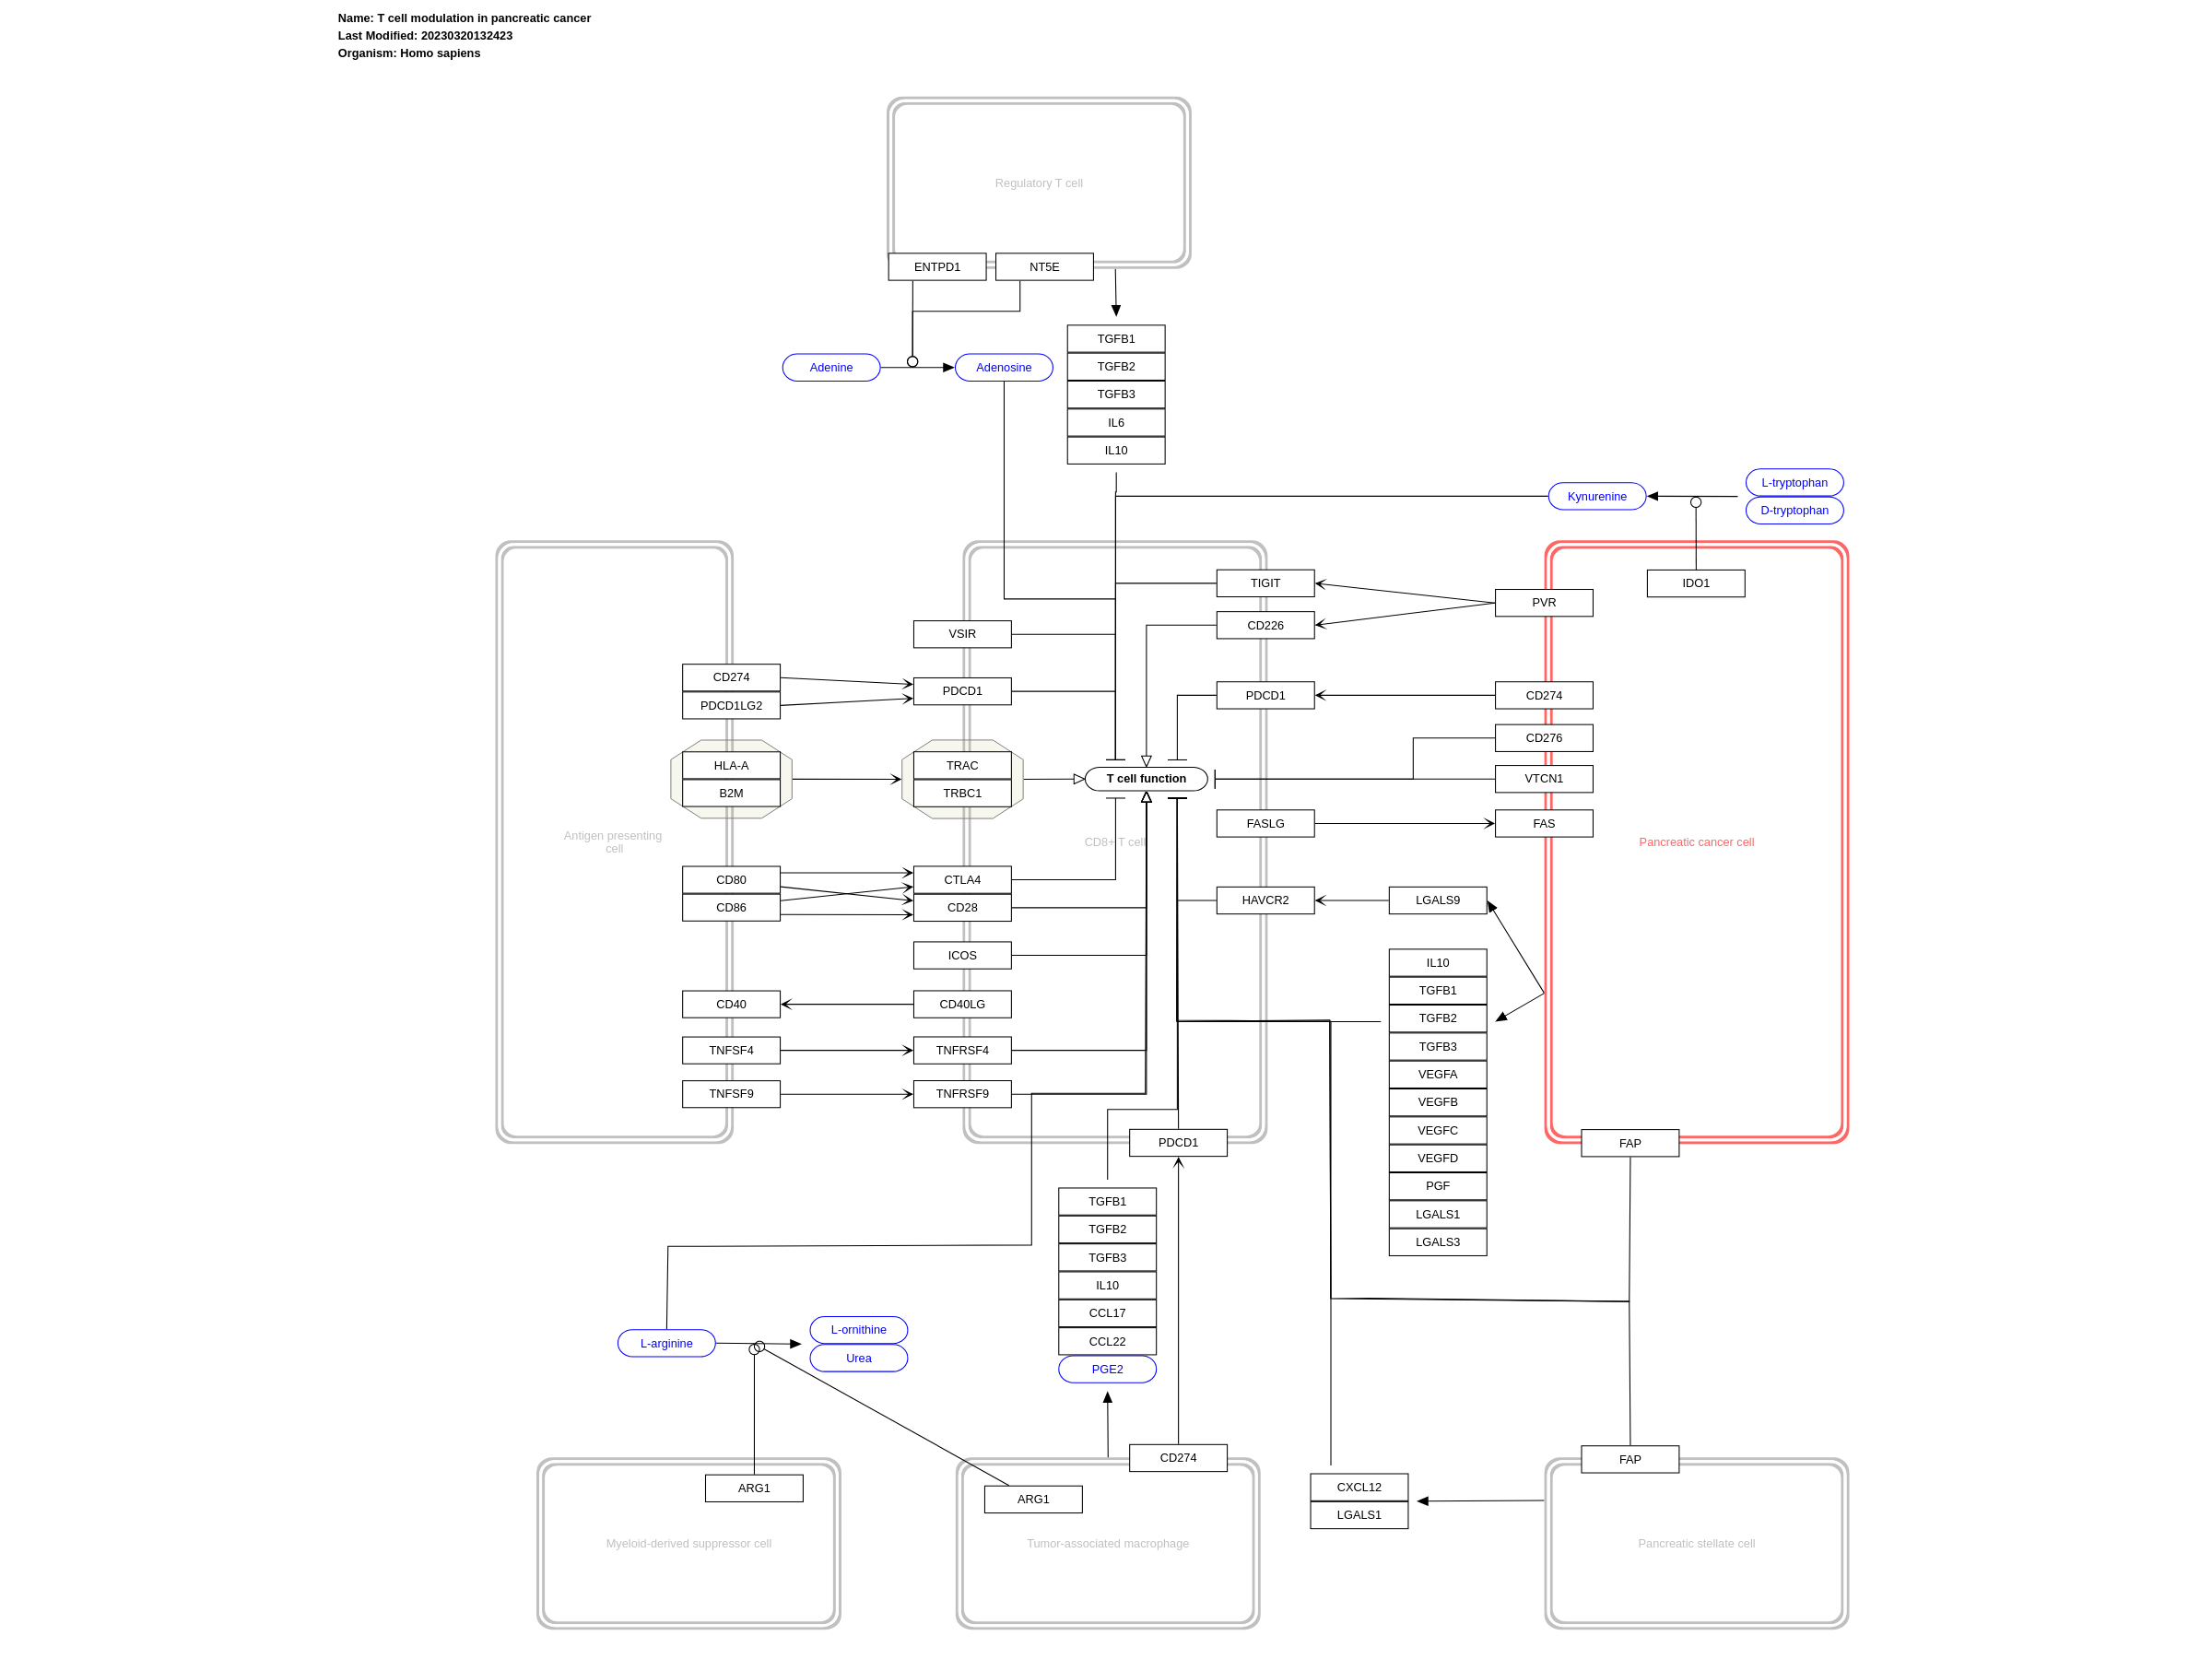 Name: T cell modulation in pancreatic cancer
Last Modified: 20230320132423
Organism: Homo sapiens
Regulatory T cell
ENTPD1
NT5E
Adenine
Adenosine
TGFB1
TGFB2
TGFB3
IL6
IL10
Kynurenine
L-tryptophan
D-tryptophan
IDO1
TIGIT
CD226
PVR
VSIR
CD274
PDCD1LG2
PDCD1
PDCD1
CD274
CD276
HLA-A
B2M
TRAC
TRBC1
T cell function
VTCN1
FASLG
FAS
Antigen presenting
cell
CD8+ T cell
Pancreatic cancer cell
CD80
CD86
CTLA4
CD28
HAVCR2
LGALS9
ICOS
CD40
CD40LG
TNFSF4
TNFRSF4
TNFSF9
TNFRSF9
IL10
TGFB1
TGFB2
TGFB3
VEGFA
VEGFB
VEGFC
VEGFD
PGF
LGALS1
LGALS3
PDCD1
FAP
TGFB1
TGFB2
TGFB3
IL10
CCL17
CCL22
PGE2
L-arginine
L-ornithine
Urea
ARG1
ARG1
CD274
CXCL12
LGALS1
FAP
Myeloid-derived suppressor cell
Tumor-associated macrophage
Pancreatic stellate cell